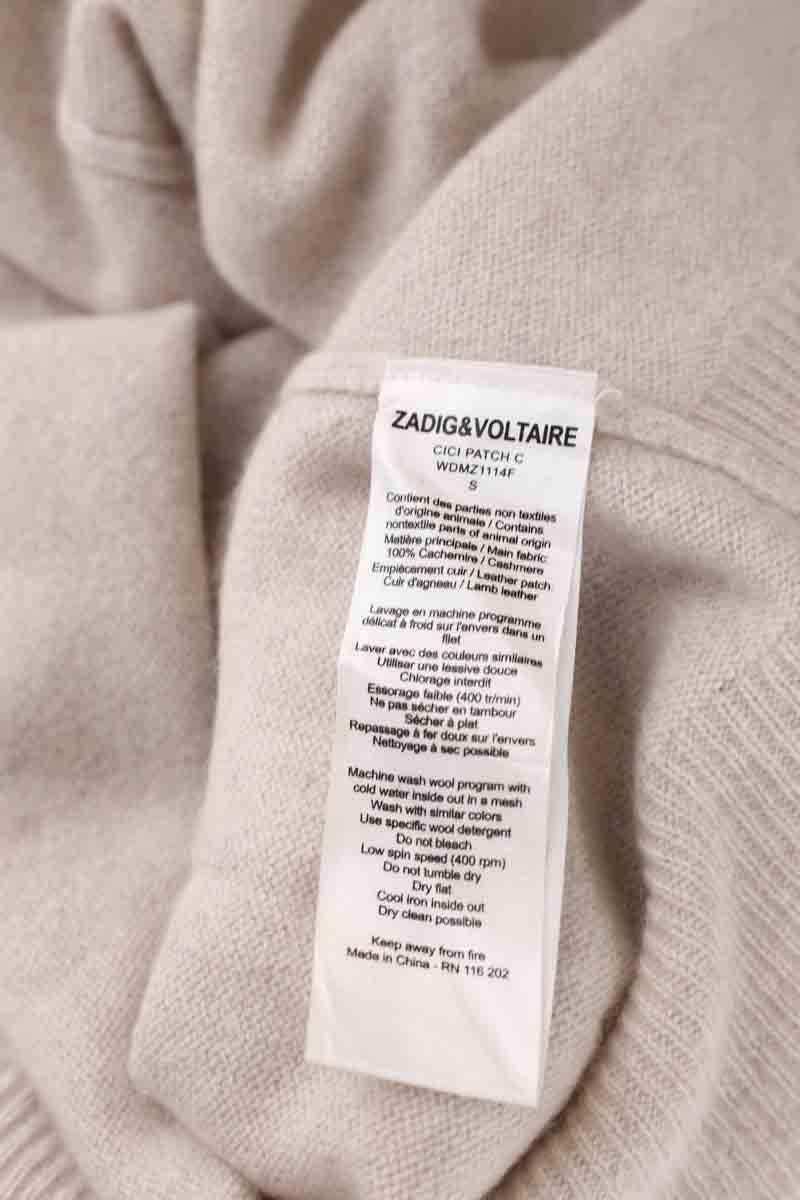 ZADIG&VOLTAIRE
CICI PATCH C
WDMZ1114F
S
Contient des parties non textiles
d'origine animale / Contains
nontextile parts of animal origin
Matière principale / Main fabric:
100% Cachemire / Cashmere
Empiècement cuir / Leather patch:
Cuir d'agneau / Lamb leather
Lavage en machine programme
délicat à froid sur l'envers dans un
filet
Laver avec des couleurs similaires
Utiliser une lessive douce
Chlorage interdit
Essorage faible (400 tr/min)
Ne pas sécher en tambour
Sécher à plat
Repassage à fer doux sur l'envers
Nettoyage à sec possible
Machine wash wool program with
cold water inside out in a mesh
Wash with similar colors
Use specific wool detergent
Do not bleach
Low spin speed (400 rpm)
Do not tumble dry
Dry flat
Cool iron inside out
Dry clean possible
Keep away from fire
Made in China - RN 116 202